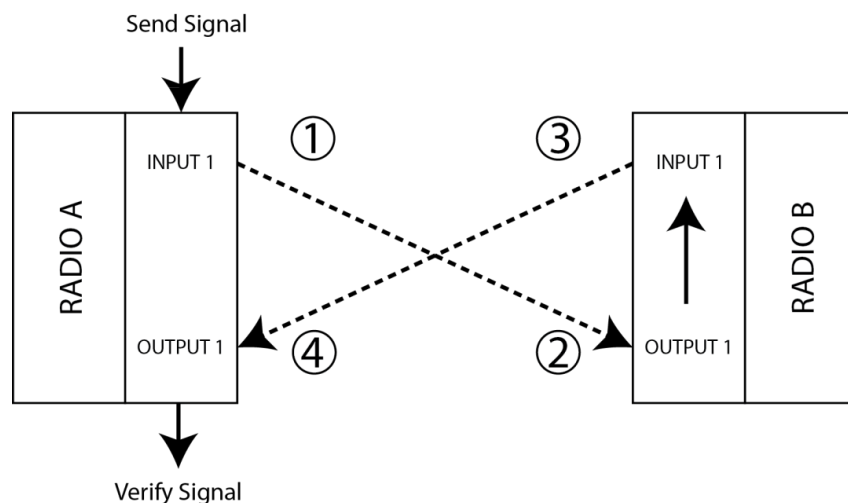 Send Signal
RADIO A
INPUT 1
OUTPUT 1
Verify Signal
①
③
④
②
INPUT 1
OUTPUT 1
RADIO B